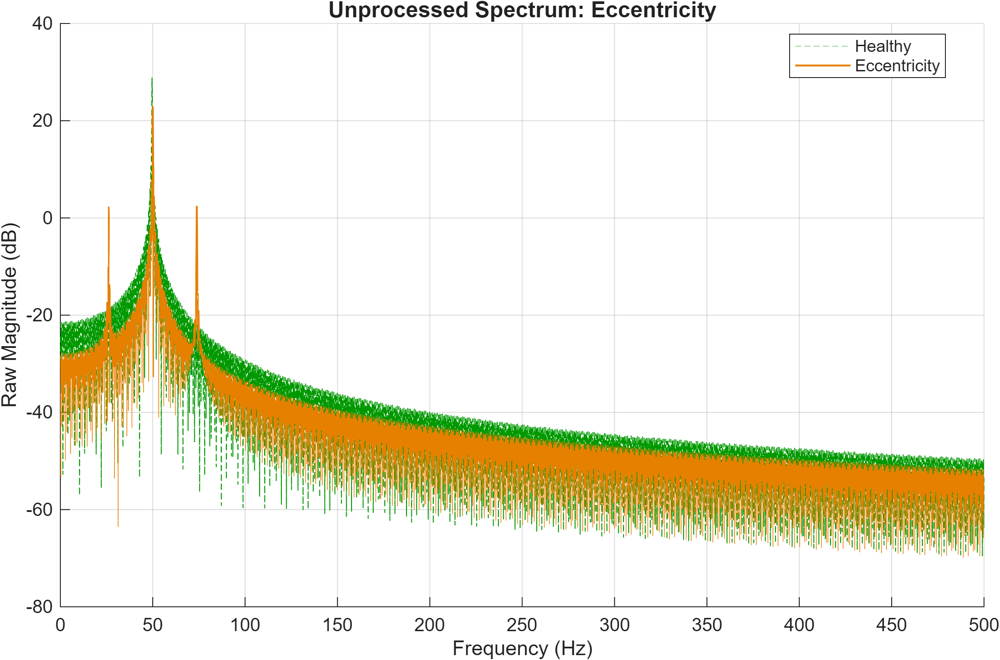 Unprocessed Spectrum: Eccentricity
Healthy
Eccentricity
40
20
0
-20
-40
-60
-80
Raw Magnitude (dB)
0 50 100 150 200 250 300 350 400 450 500
Frequency (Hz)